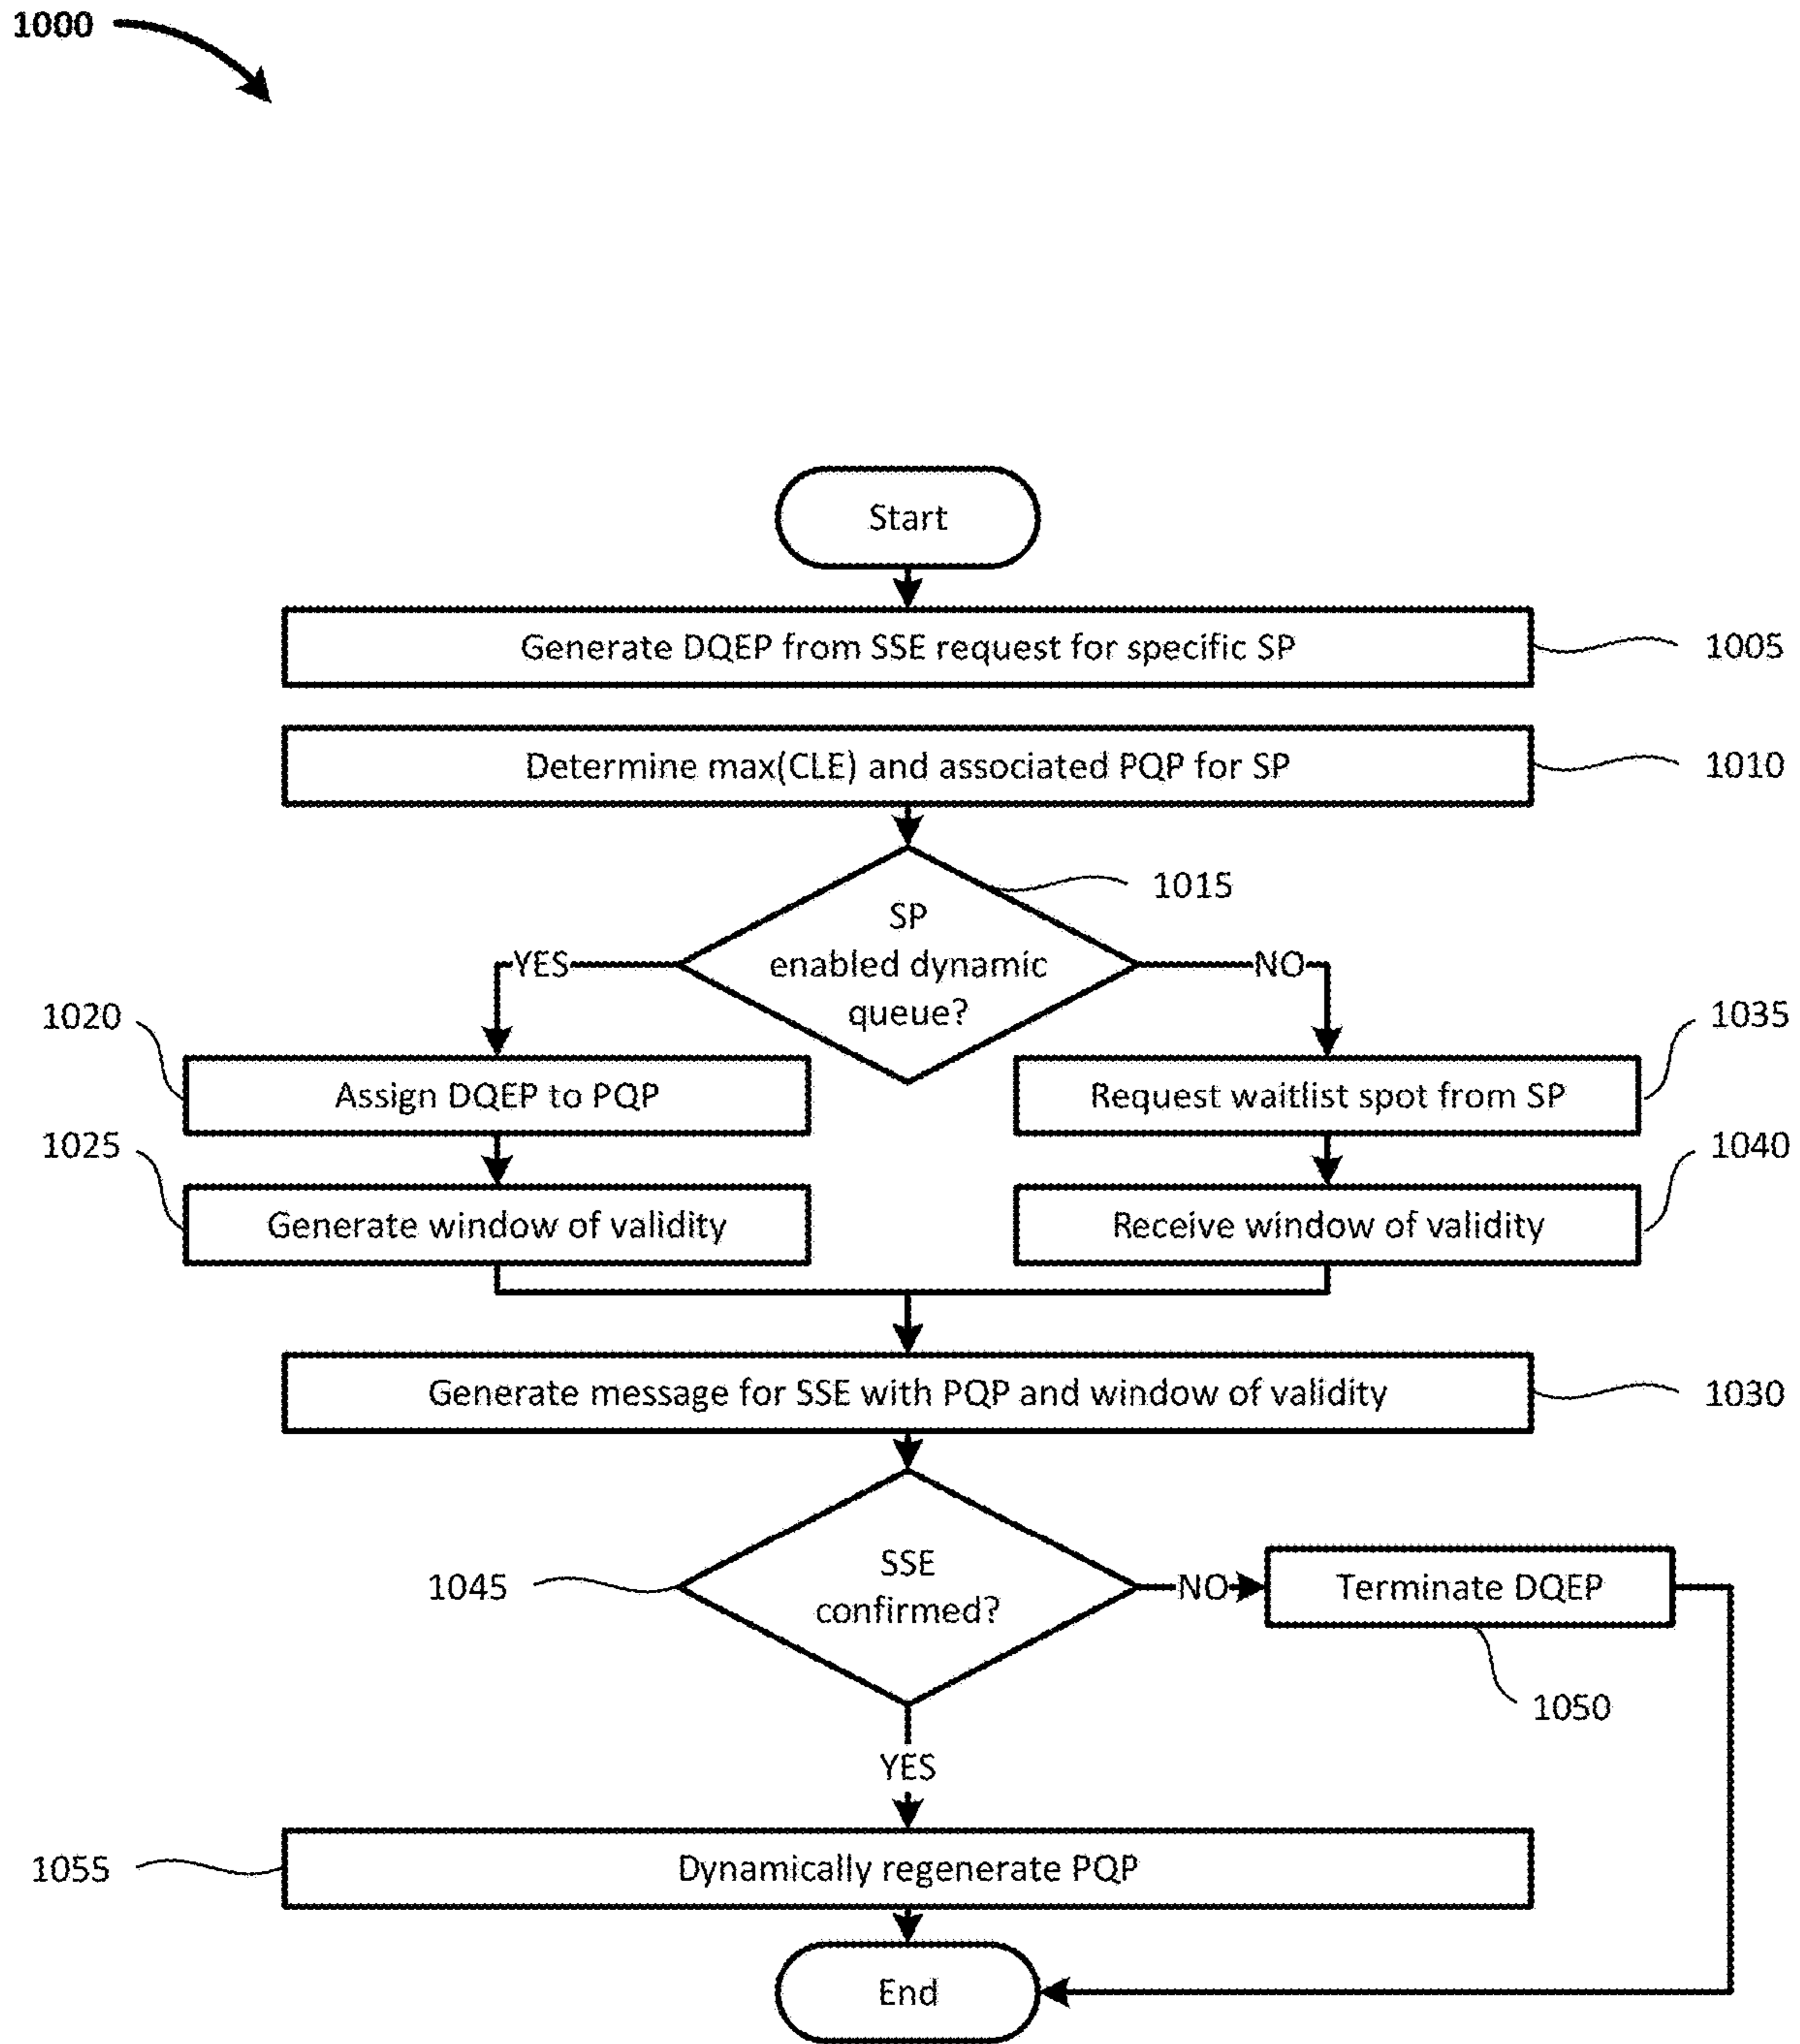 1000
Start
Generate DQEP from SSE request for specific SP
1005
Determine max(CLE) and associated PQP for SP
1010
1015
SP
enabled dynamic
queue?
YES
NO
1020
Assign DQEP to PQP
Request waitlist spot from SP
1035
1025
Generate window of validity
Receive window of validity
1040
Generate message for SSE with PQP and window of validity
1030
1045
SSE
confirmed?
NO
Terminate DQEP
1050
YES
1055
Dynamically regenerate PQP
End